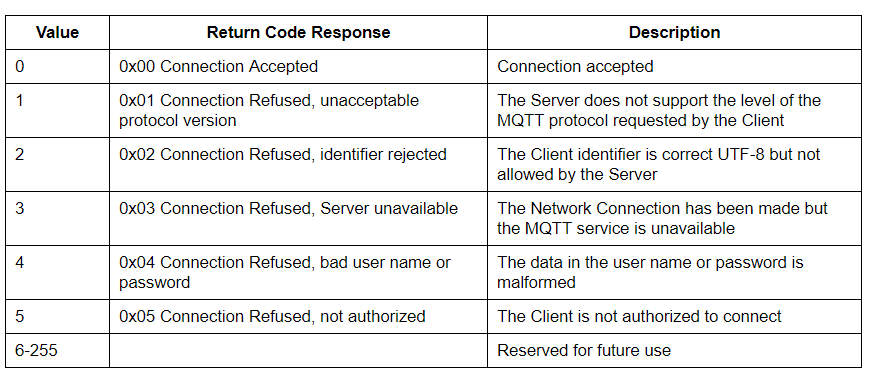 Value Return Code Response Description
0 0x00 Connection Accepted Connection accepted
1 0x01 Connection Refused, unacceptable The Server does not support the level of the
protocol version MQTT protocol requested by the Client
2 0x02 Connection Refused, identifier rejected The Client identifier is correct UTF-8 but not
allowed by the Server
3 0x03 Connection Refused, Server unavailable The Network Connection has been made but
the MQTT service is unavailable
4 0x04 Connection Refused, bad user name or The data in the user name or password is
password malformed
5 0x05 Connection Refused, not authorized The Client is not authorized to connect
6-255 Reserved for future use